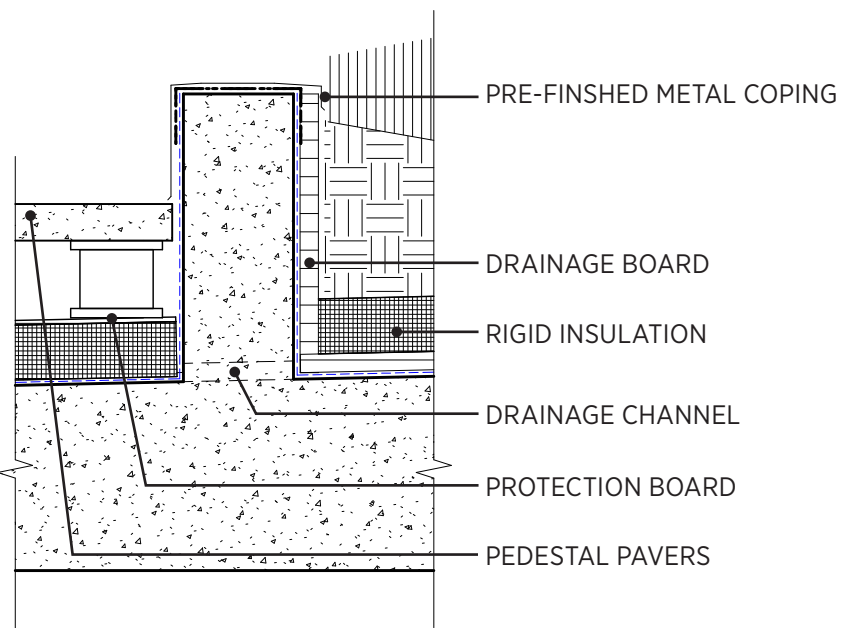 PRE-FINSHED METAL COPING
DRAINAGE BOARD
RIGID INSULATION
DRAINAGE CHANNEL
PROTECTION BOARD
PEDESTAL PAVERS